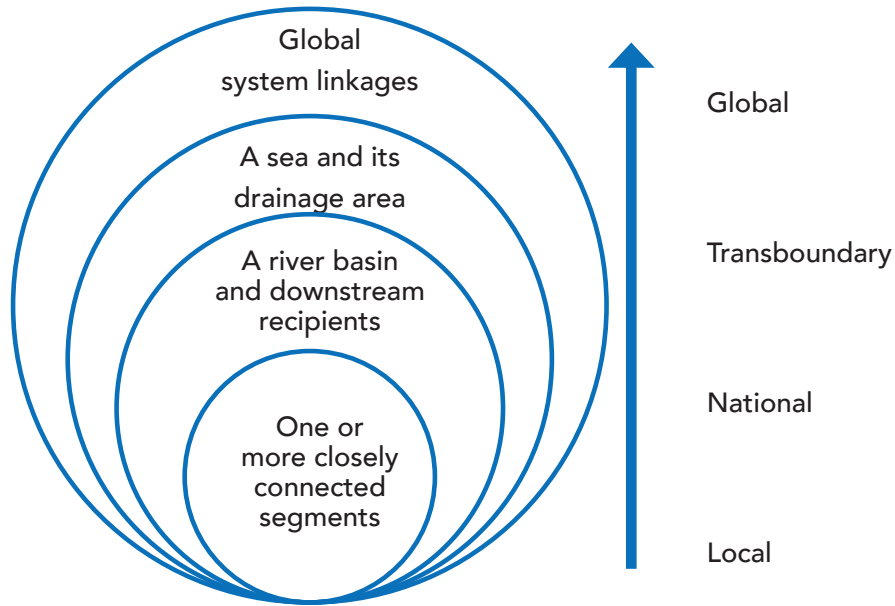 Global
system linkages
A sea and its
drainage area
A river basin
and downstream
recipients
One or
more closely
connected
segments
Global
Transboundary
National
Local